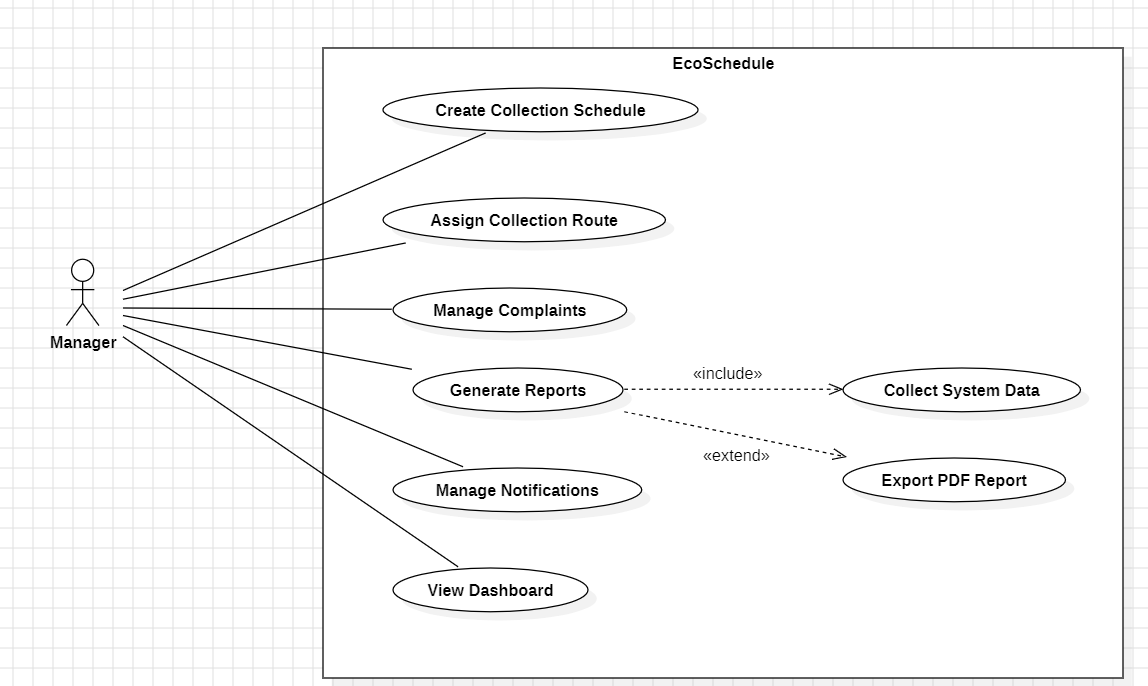 EcoSchedule
Create Collection Schedule
Assign Collection Route
Manage Complaints
Manager
Generate Reports
«include»
Collect System Data
«extend»
Export PDF Report
Manage Notifications
View Dashboard